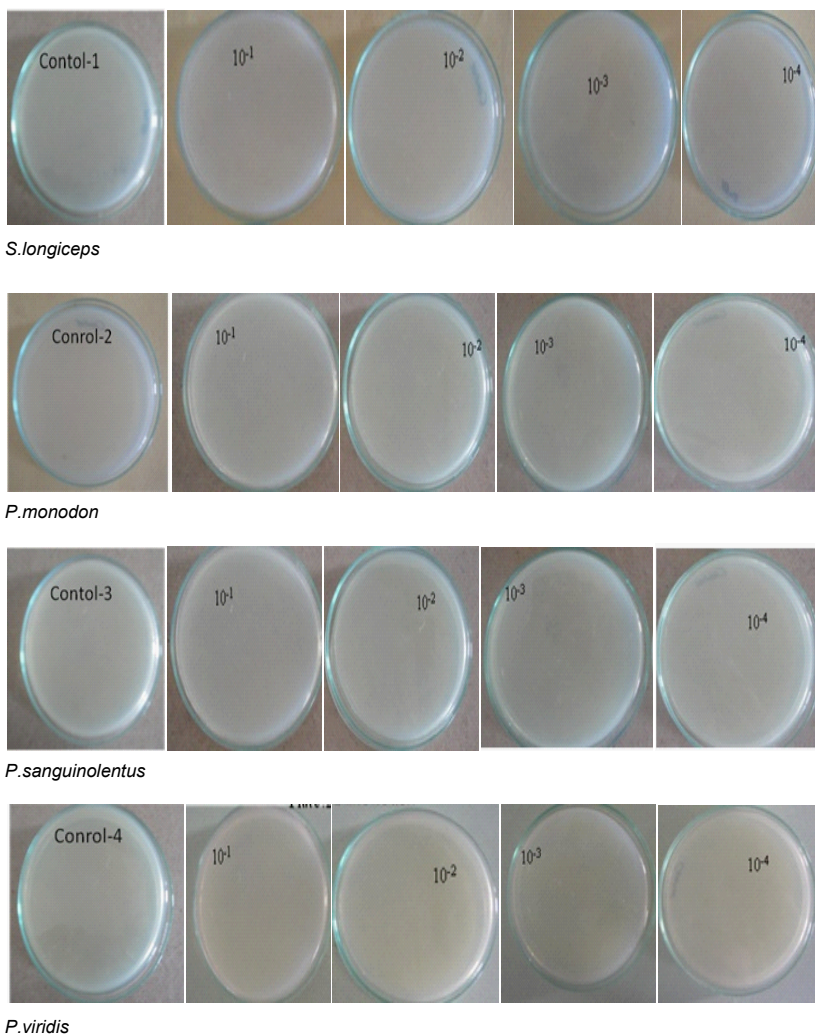 Contol-1 10-1 10-2 10-3 10-4
S.longiceps
Conrol-2 10-1 10-2 10-3 10-4
P.monodon
Contol-3 10-1 10-2 10-3 10-4
P.sanguinolentus
Conrol-4 10-1 10-2 10-3 10-4
P.viridis